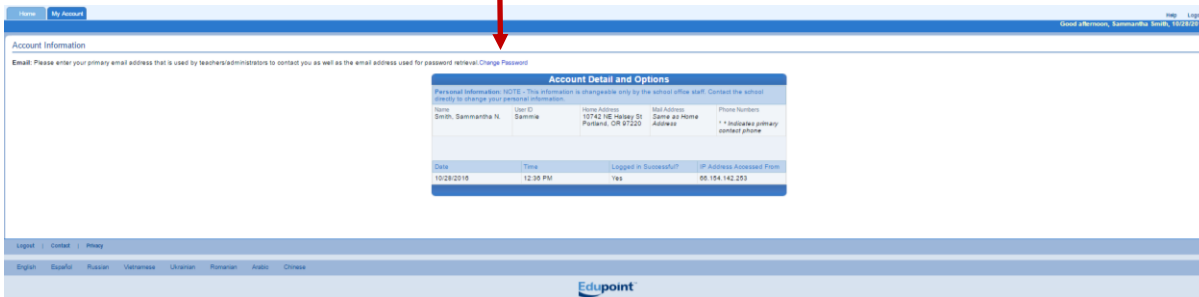 Home My Account
Help
Good afternoon, Sammantha Smith, 10/28/20
Account Information
Email: Please enter your primary email address that is used by teachers/administrators to contact you as well as the email address used for password retrieval.Change Password
Account Detail and Options
Personal Information: NOTE - This information is changeable only by the school office staff. Contact the school
directly to change your personal information.
Name User ID Home Address Mail Address Phone Numbers
Smith, Sammantha N. Sammie 10742 NE Halsey St Same as Home
Portland, OR 97220 Address * * Indicates primary
contact phone
Date Time Logged in Successful? IP Address Accessed From
10/28/2016 12:36 PM Yes 66.154.142.253
Logout | Contact | Privacy
English Español Russian Vietnamese Ukrainian Romanian Arabic Chinese
Edupoint